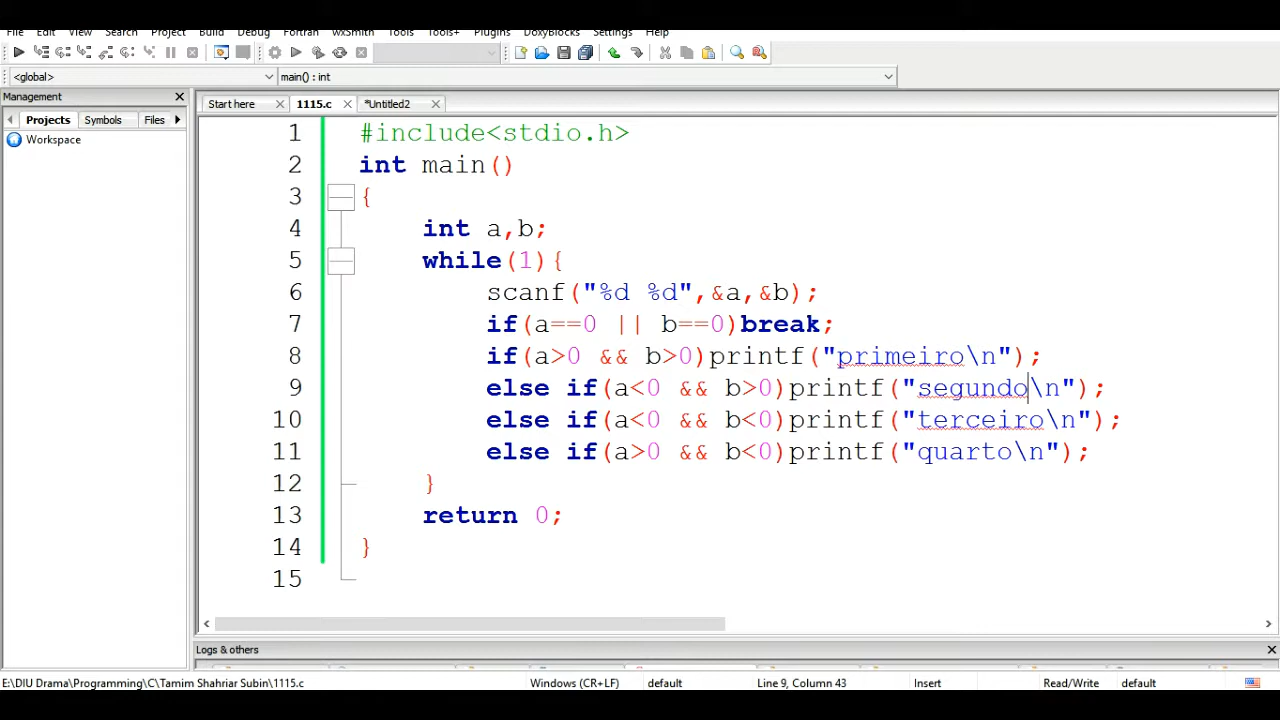 File Edit View Search Project Build Debug Fortran wxSmith Tools Tools+ Plugins DoxyBlocks Settings Help
<global> main() : int
Management
Start here 1115.c *Untitled2
Projects Symbols Files
Workspace
1 #include<stdio.h>
2 int main()
3 {
4 int a,b;
5 while(1){
6 scanf("%d %d",&a,&b);
7 if(a==0 || b==0)break;
8 if(a>0 && b>0)printf("primeiro\n");
9 else if(a<0 && b>0)printf("segundo\n");
10 else if(a<0 && b<0)printf("terceiro\n");
11 else if(a>0 && b<0)printf("quarto\n");
12 }
13 return 0;
14 }
15
Logs & others
E:\DIU Drama\Programming\C\Tamim Shahriar Subin\1115.c Windows (CR+LF) default Line 9, Column 43 Insert Read/Write default